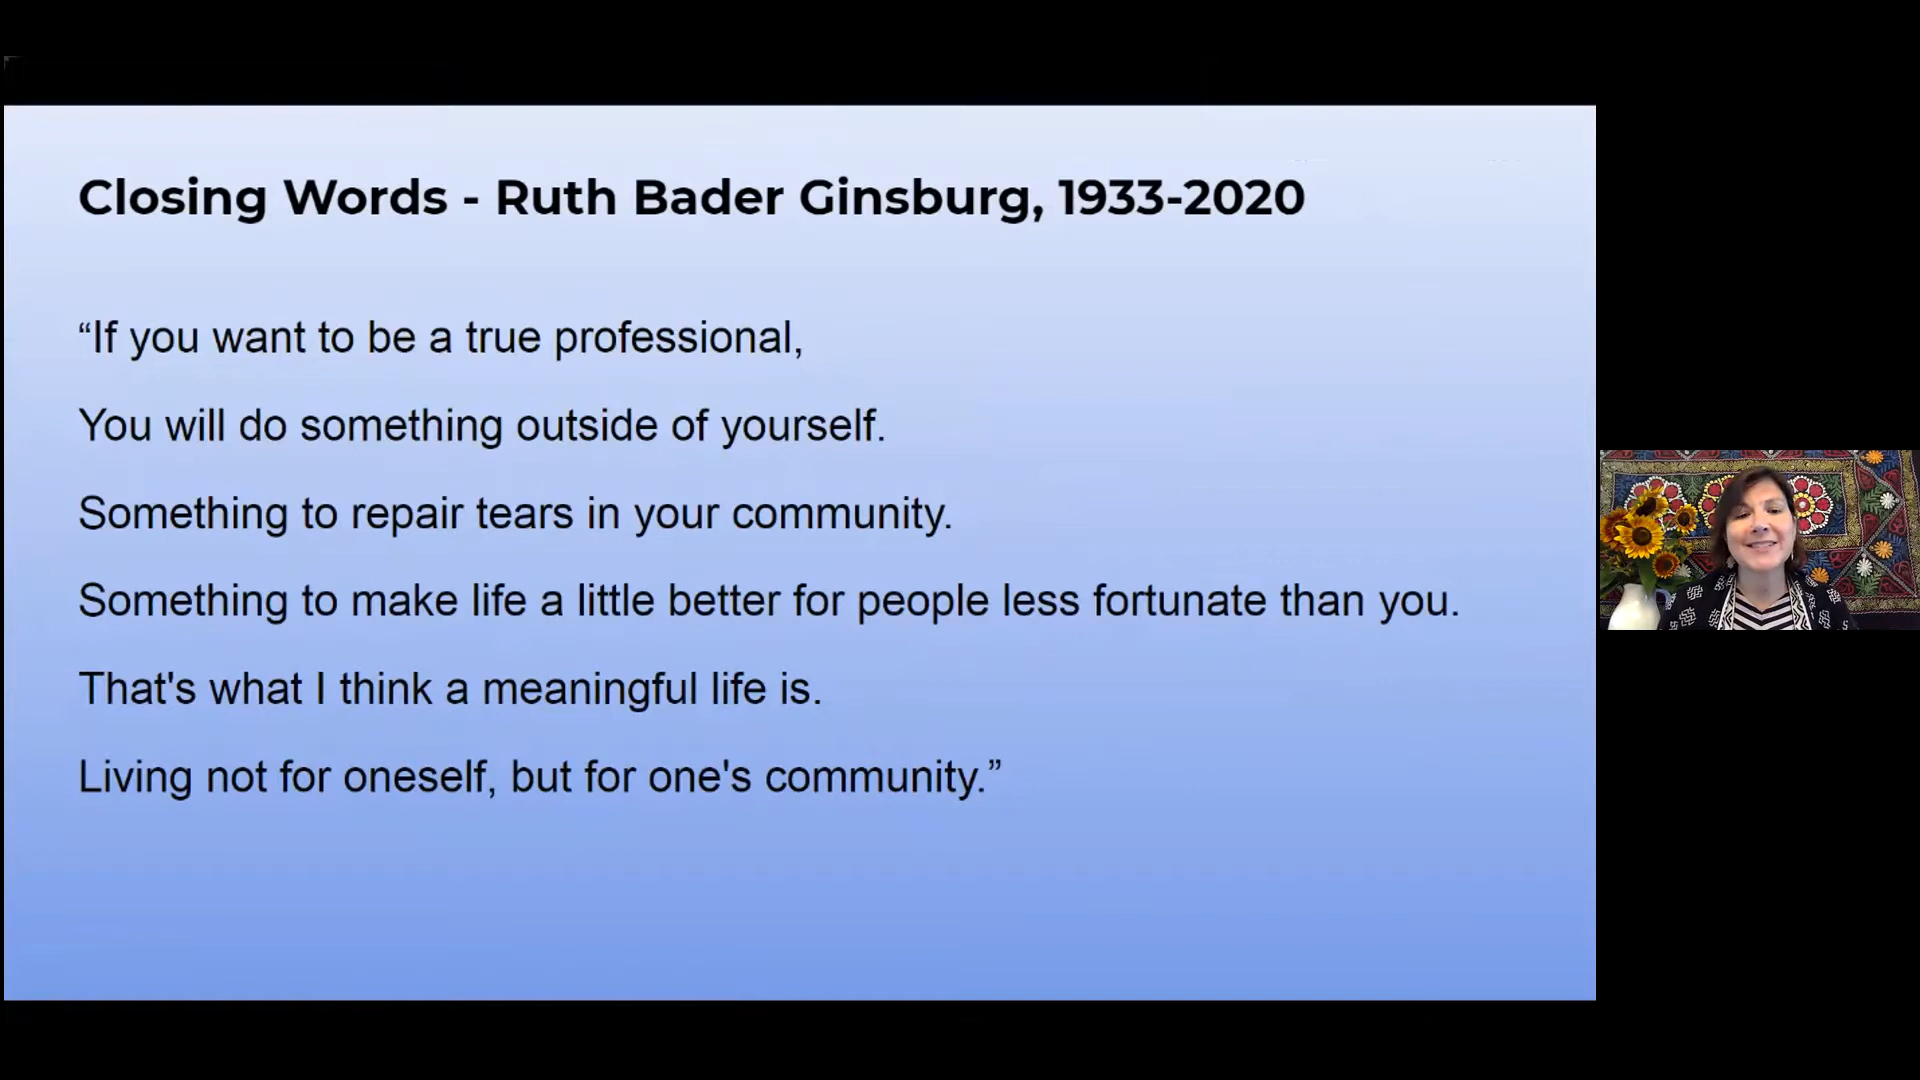 Closing Words - Ruth Bader Ginsburg, 1933-2020
“If you want to be a true professional,
You will do something outside of yourself.
Something to repair tears in your community.
Something to make life a little better for people less fortunate than you.
That's what I think a meaningful life is.
Living not for oneself, but for one's community.”